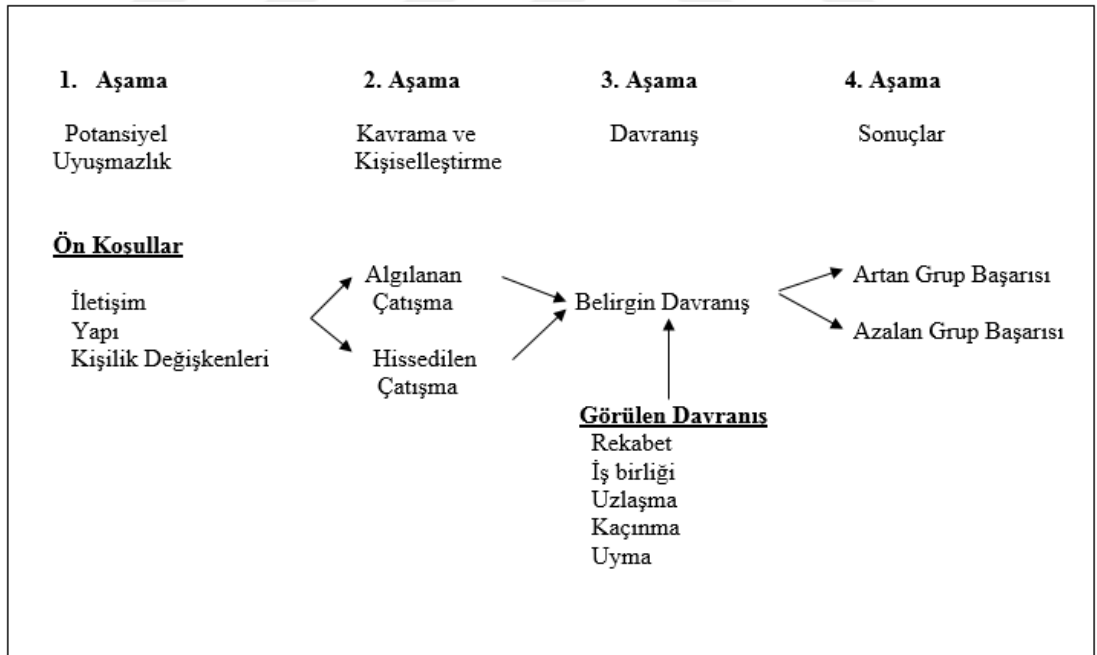 1. Aşama 2. Aşama 3. Aşama 4. Aşama
Potansiyel Kavrama ve Davranış Sonuçlar
Uyuşmazlık Kişiselleştirme
Ön Koşullar
Algılanan Artan Grup Başarısı
İletişim Çatışma Belirgin Davranış
Yapı Azalan Grup Başarısı
Kişilik Değişkenleri Hissedilen
Çatışma
Görülen Davranış
Rekabet
İş birliği
Uzlaşma
Kaçınma
Uyma